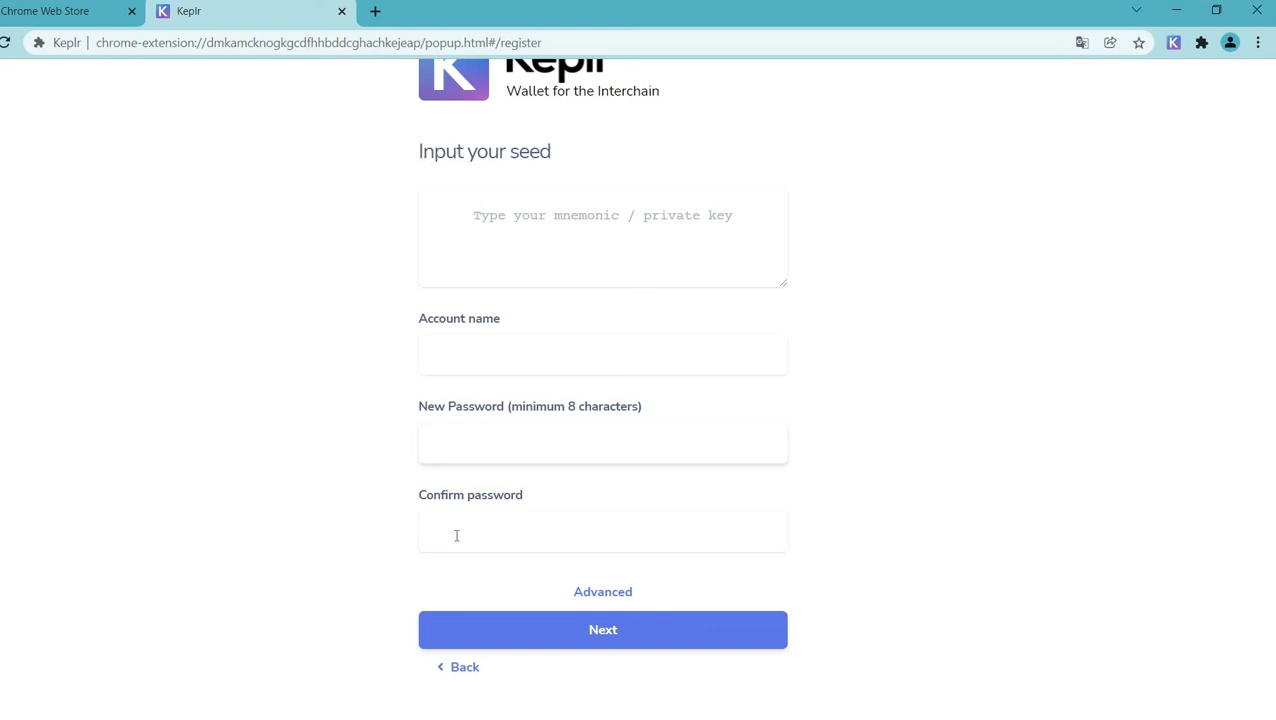 Chrome Web Store
Keplr
Keplr
chrome-extension://dmkamcknogkgcdfhhbddcghachkejeap/popup.html#/register
K
Keplr
Wallet for the Interchain
Input your seed
Type your mnemonic / private key
Account name
New Password (minimum 8 characters)
Confirm password
Advanced
Next
Back